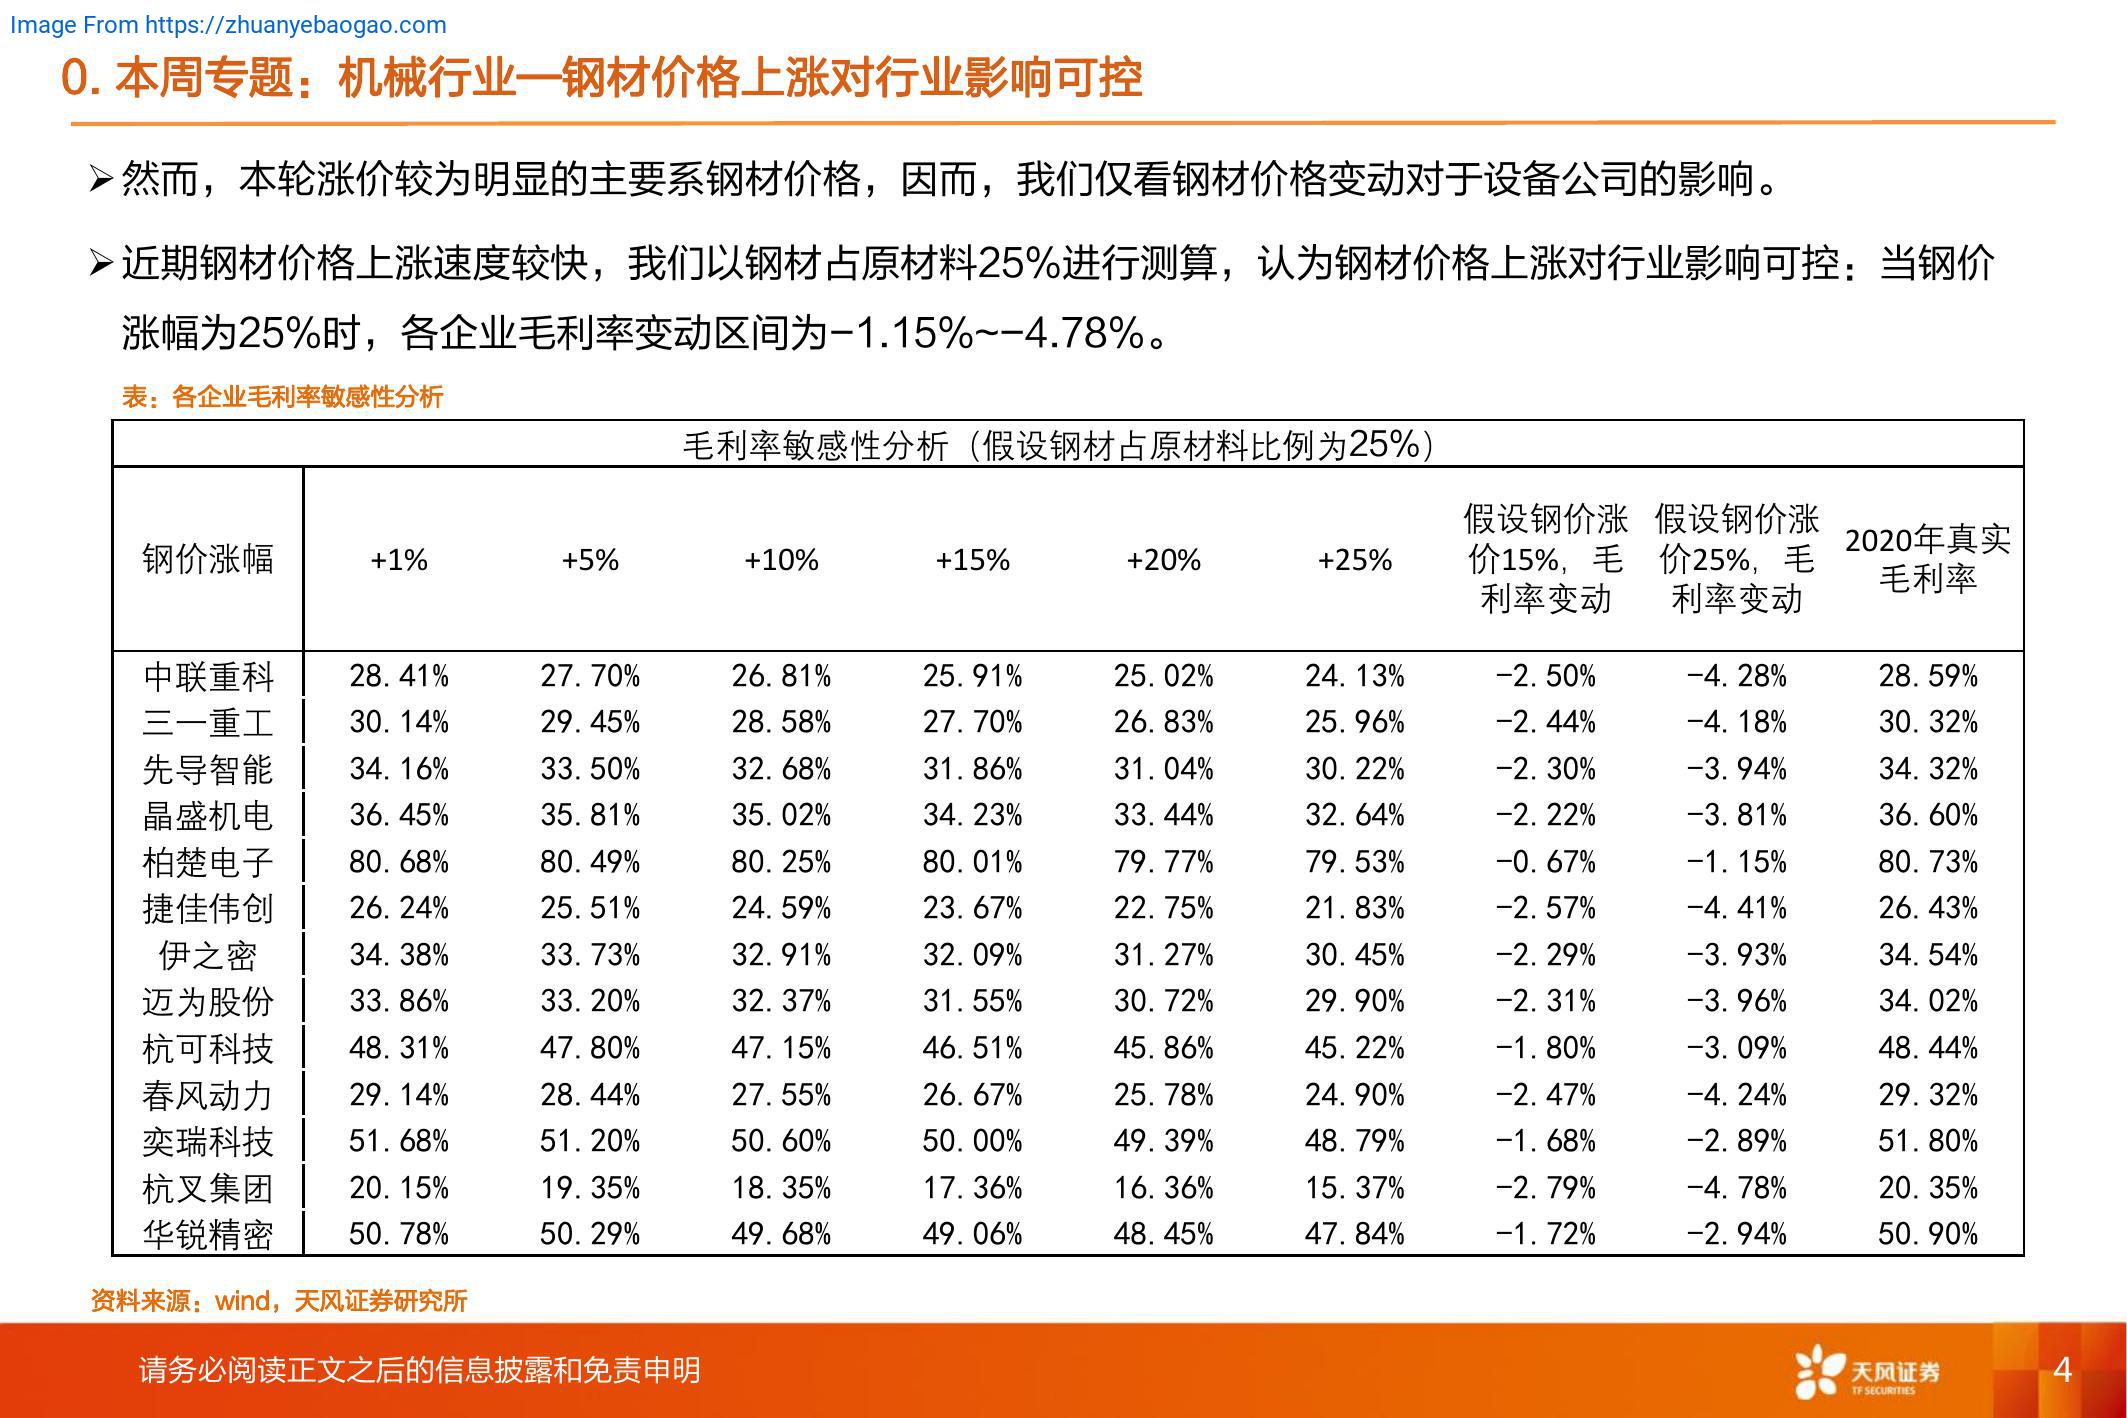 Image From https://zhuanyebaogao.com
0. 本周专题：机械行业—钢材价格上涨对行业影响可控
➢然而，本轮涨价较为明显的主要系钢材价格，因而，我们仅看钢材价格变动对于设备公司的影响。
➢近期钢材价格上涨速度较快，我们以钢材占原材料25%进行测算，认为钢材价格上涨对行业影响可控：当钢价
涨幅为25%时，各企业毛利率变动区间为-1.15%~-4.78%。
表：各企业毛利率敏感性分析
毛利率敏感性分析（假设钢材占原材料比例为25%）
钢价涨幅 +1% +5% +10% +15% +20% +25% 假设钢价涨价15%，毛利率变动 假设钢价涨价25%，毛利率变动 2020年真实毛利率
中联重科 28.41% 27.70% 26.81% 25.91% 25.02% 24.13% -2.50% -4.28% 28.59%
三一重工 30.14% 29.45% 28.58% 27.70% 26.83% 25.96% -2.44% -4.18% 30.32%
先导智能 34.16% 33.50% 32.68% 31.86% 31.04% 30.22% -2.30% -3.94% 34.32%
晶盛机电 36.45% 35.81% 35.02% 34.23% 33.44% 32.64% -2.22% -3.81% 36.60%
柏楚电子 80.68% 80.49% 80.25% 80.01% 79.77% 79.53% -0.67% -1.15% 80.73%
捷佳伟创 26.24% 25.51% 24.59% 23.67% 22.75% 21.83% -2.57% -4.41% 26.43%
伊之密 34.38% 33.73% 32.91% 32.09% 31.27% 30.45% -2.29% -3.93% 34.54%
迈为股份 33.86% 33.20% 32.37% 31.55% 30.72% 29.90% -2.31% -3.96% 34.02%
杭可科技 48.31% 47.80% 47.15% 46.51% 45.86% 45.22% -1.80% -3.09% 48.44%
春风动力 29.14% 28.44% 27.55% 26.67% 25.78% 24.90% -2.47% -4.24% 29.32%
奕瑞科技 51.68% 51.20% 50.60% 50.00% 49.39% 48.79% -1.68% -2.89% 51.80%
杭叉集团 20.15% 19.35% 18.35% 17.36% 16.36% 15.37% -2.79% -4.78% 20.35%
华锐精密 50.78% 50.29% 49.68% 49.06% 48.45% 47.84% -1.72% -2.94% 50.90%
资料来源：wind，天风证券研究所
请务必阅读正文之后的信息披露和免责申明
天风证券
TF SECURITIES
4